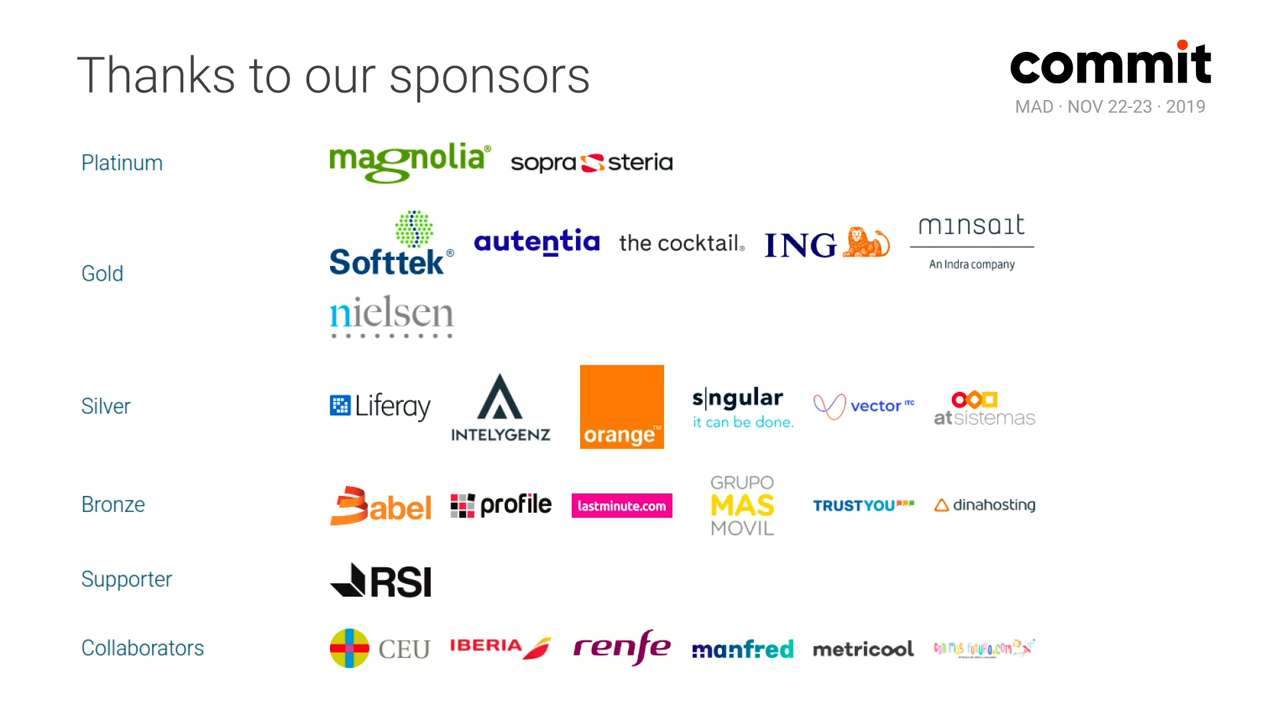 Thanks to our sponsors
commit
MAD · NOV 22-23 · 2019
Platinum
magnolia®
sopra steria
Gold
Softtek®
autentia
the cocktail®
ING
minsait
An Indra company
nielsen
Silver
Liferay
INTELYGENZ
orange™
s|ngular
it can be done.
vector ITC
atsistemas
Bronze
Babel
profile
lastminute.com
GRUPO
MAS
MOVIL
TRUSTYOU
dinahosting
Supporter
RSI
Collaborators
CEU
IBERIA
renfe
manfred
metricool